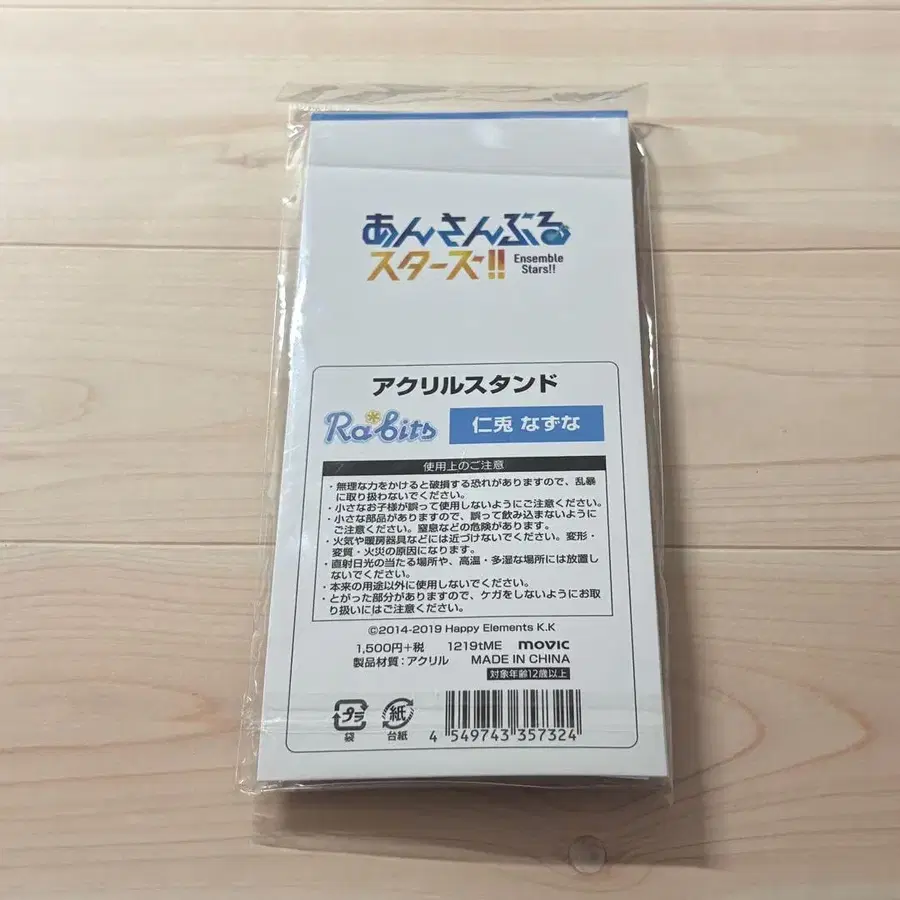 あんさんぶる
スターズ!! Ensemble Stars!!
アクリルスタンド
Ra*bits 仁兎 なずな
使用上のご注意
・無理な力をかけると破損する恐れがありますので、乱暴
に取り扱わないでください。
・小さなお子様が誤って使用しないようにご注意ください。
・小さな部品がありますので、誤って飲み込まないように
ご注意ください。窒息などの危険があります。
・火気や暖房器具などには近づけないでください。変形・
変質・火災の原因になります。
・直射日光の当たる場所や、高温・多湿な場所には放置し
ないでください。
・本来の用途以外に使用しないでください。
・とがった部分がありますので、ケガをしないようにお取
り扱いにはご注意ください。
©2014-2019 Happy Elements K.K
1,500円+税 1219tME movic
製品材質：アクリル MADE IN CHINA
対象年齢12歳以上
プラ 紙
袋 台紙 4 549743 357324